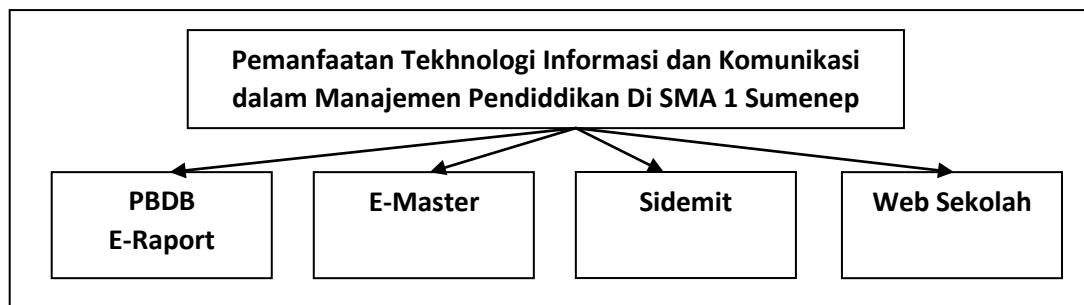 Pemanfaatan Tekhnologi Informasi dan Komunikasi
dalam Manajemen Pendiddikan Di SMA 1 Sumenep
PBDB
E-Raport
E-Master
Sidemit
Web Sekolah